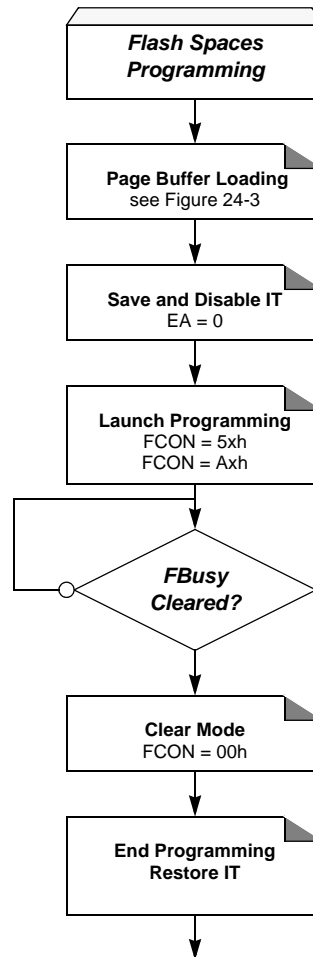 Flash Spaces
Programming
Page Buffer Loading
see Figure 24-3
Save and Disable IT
EA = 0
Launch Programming
FCON = 5xh
FCON = Axh
FBusy
Cleared?
Clear Mode
FCON = 00h
End Programming
Restore IT